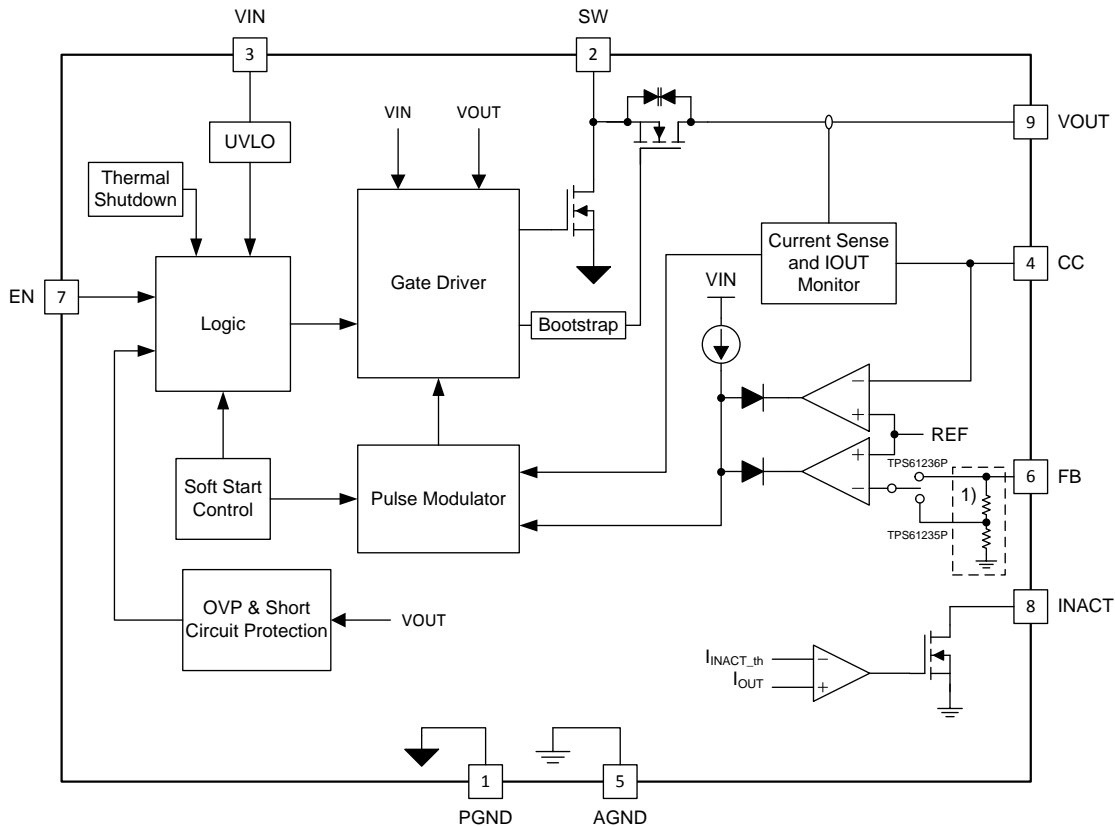 VIN
SW
3
2
VIN
VOUT
9
VOUT
UVLO
Thermal
Shutdown
Current Sense
and IOUT
Monitor
4
CC
VIN
Gate Driver
EN
7
Logic
Bootstrap
−
+
REF
+
−
TPS61236P
6
FB
1)
TPS61235P
Soft Start
Control
Pulse Modulator
OVP & Short
Circuit Protection
VOUT
8
INACT
IINACT_th
−
IOUT
+
1
5
PGND
AGND